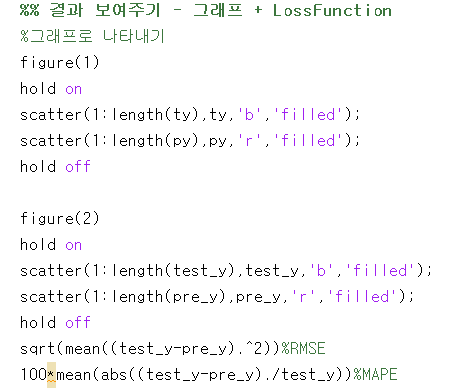 %% 결과 보여주기 - 그래프 + LossFunction
%그래프로 나타내기
figure(1)
hold on
scatter(1:length(ty),ty,'b','filled');
scatter(1:length(py),py,'r','filled');
hold off
figure(2)
hold on
scatter(1:length(test_y),test_y,'b','filled');
scatter(1:length(pre_y),pre_y,'r','filled');
hold off
sqrt(mean((test_y-pre_y).^2))%RMSE
100*mean(abs((test_y-pre_y)./test_y))%MAPE